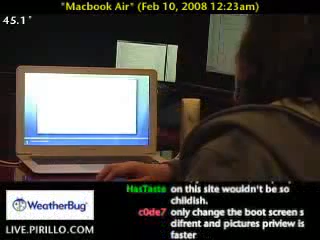 *Macbook Air* (Feb 10, 2008 12:23am)
45.1°
HasTaste on this site wouldn't be so
childish.
c0de7 only change the boot screen s
difrent and pictures priview is
faster
WeatherBug®
LIVE.PIRILLO.COM